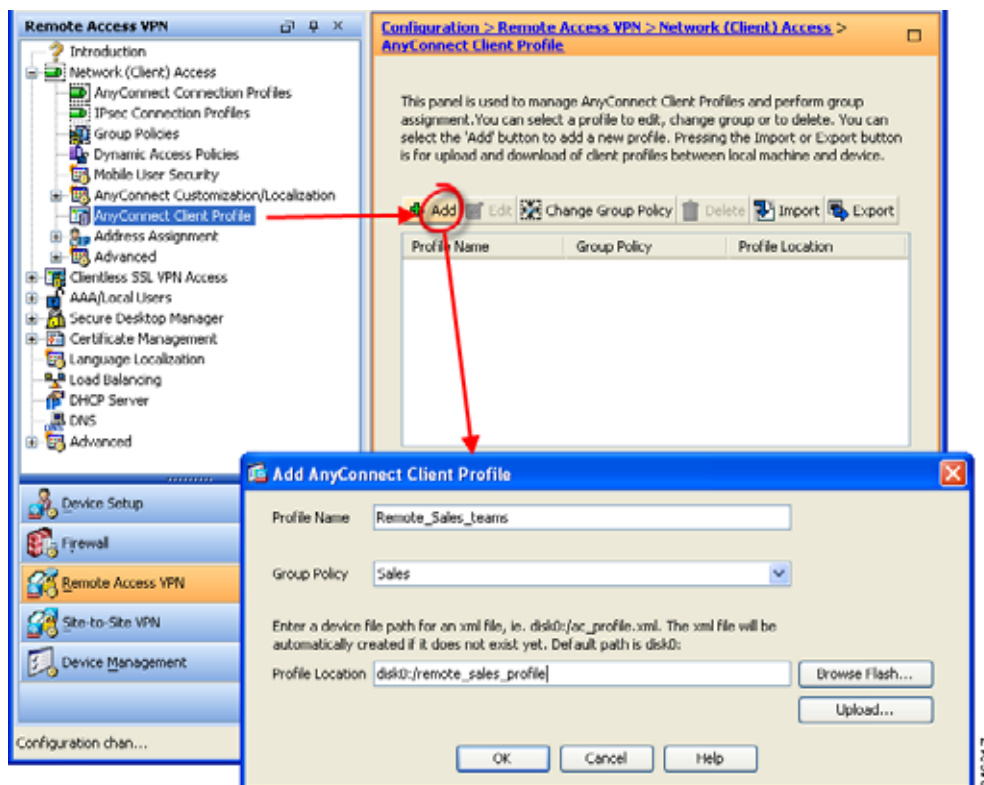 Remote Access VPN
Introduction
Network (Client) Access
AnyConnect Connection Profiles
IPsec Connection Profiles
Group Policies
Dynamic Access Policies
Mobile User Security
AnyConnect Customization/Localization
AnyConnect Client Profile
Address Assignment
Advanced
Clientless SSL VPN Access
AAA/Local Users
Secure Desktop Manager
Certificate Management
Language Localization
Load Balancing
DHCP Server
DNS
Advanced
Device Setup
Firewall
Remote Access VPN
Site-to-Site VPN
Device Management
Configuration chan...
Configuration > Remote Access VPN > Network (Client) Access >
AnyConnect Client Profile
This panel is used to manage AnyConnect Client Profiles and perform group
assignment.You can select a profile to edit, change group or to delete. You can
select the 'Add' button to add a new profile. Pressing the Import or Export button
is for upload and download of client profiles between local machine and device.
Add Edit Change Group Policy Delete Import Export
Profile Name Group Policy Profile Location
Add AnyConnect Client Profile
Profile Name Remote_Sales_teams
Group Policy Sales
Enter a device file path for an xml file, ie. disk0:/ac_profile.xml. The xml file will be
automatically created if it does not exist yet. Default path is disk0:
Profile Location disk0:/remote_sales_profile Browse Flash...
Upload...
OK Cancel Help